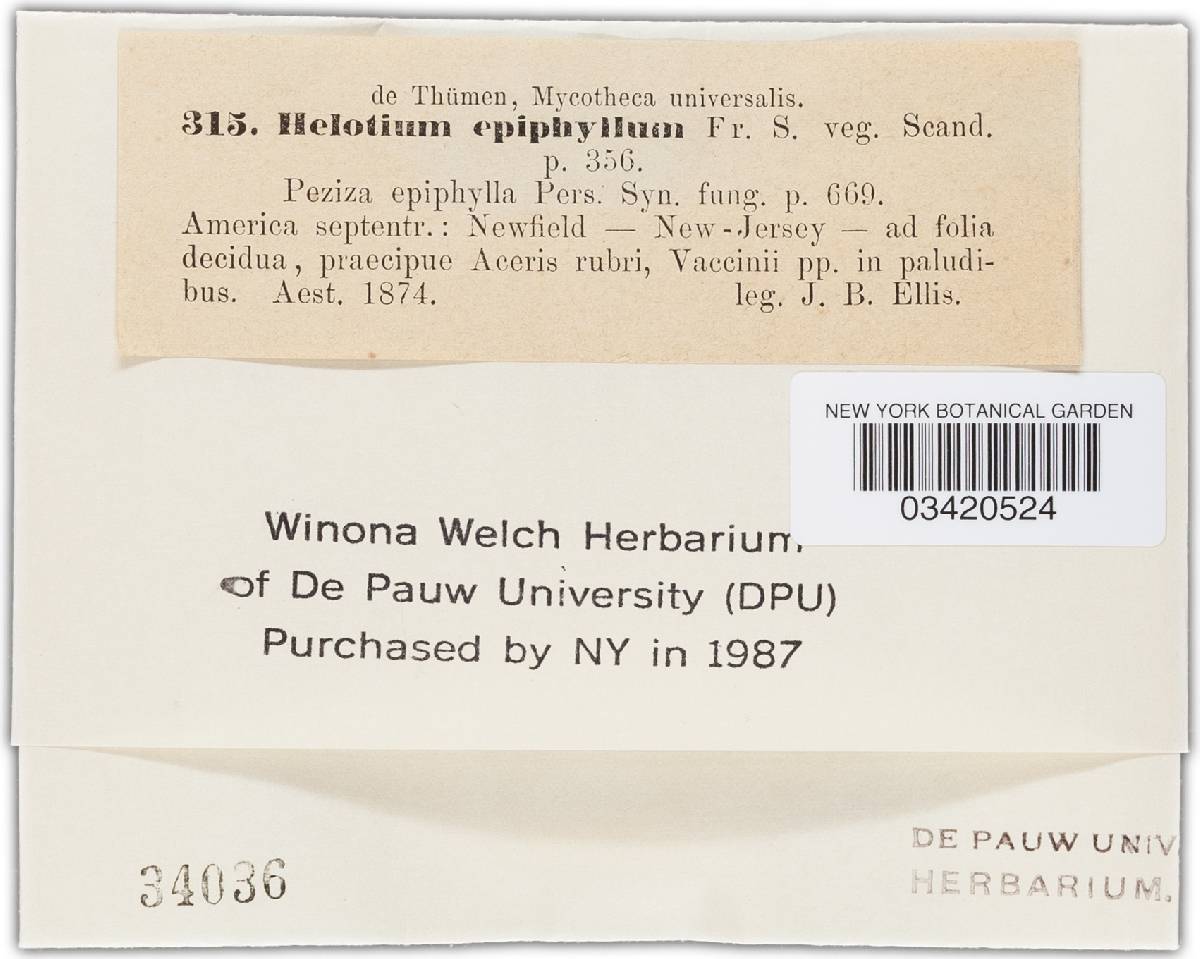 de Thümen, Mycotheca universalis.
315. Helotium epiphyllum Fr. S. veg. Scand.
p. 356.
Peziza epiphylla Pers. Syn. fung. p. 669.
America septentr.: Newfield — New-Jersey — ad folia
decidua, praecipue Aceris rubri, Vaccinii pp. in paludi-
bus. Aest. 1874. leg. J. B. Ellis.
NEW YORK BOTANICAL GARDEN
03420524
Winona Welch Herbarium
of De Pauw University (DPU)
Purchased by NY in 1987
DE PAUW UNIV
HERBARIUM.
34036